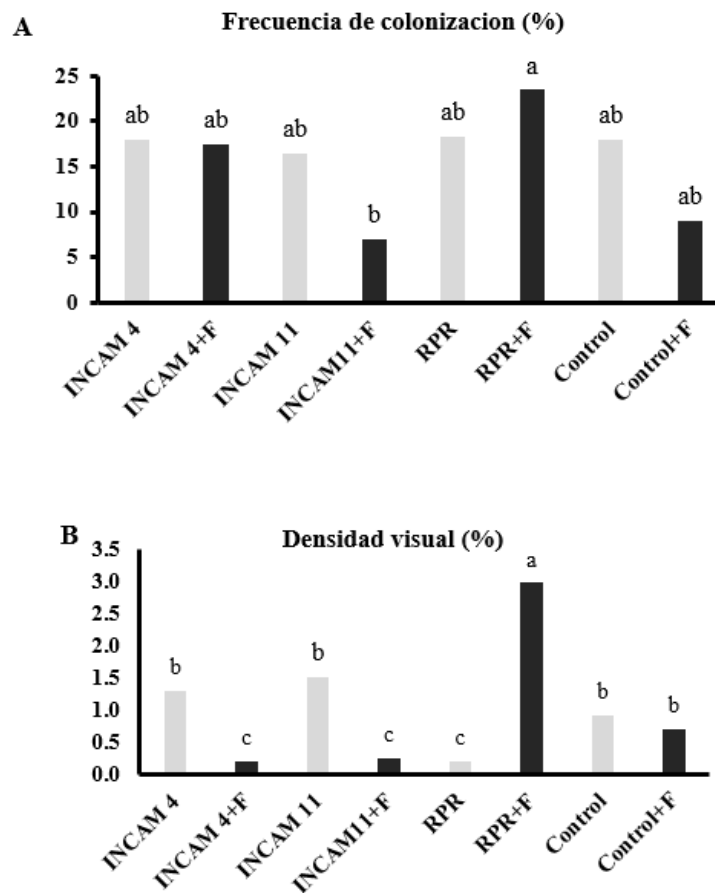 A
Frecuencia de colonizacion (%)
25
20
15
10
5
0
ab
ab
ab
b
ab
a
ab
ab
INCAM 4
INCAM 4+F
INCAM 11
INCAM11+F
RPR
RPR+F
Control
Control+F
B
Densidad visual (%)
3.5
3.0
2.5
2.0
1.5
1.0
0.5
0.0
b
c
b
c
c
a
b
b
INCAM 4
INCAM 4+F
INCAM 11
INCAM11+F
RPR
RPR+F
Control
Control+F